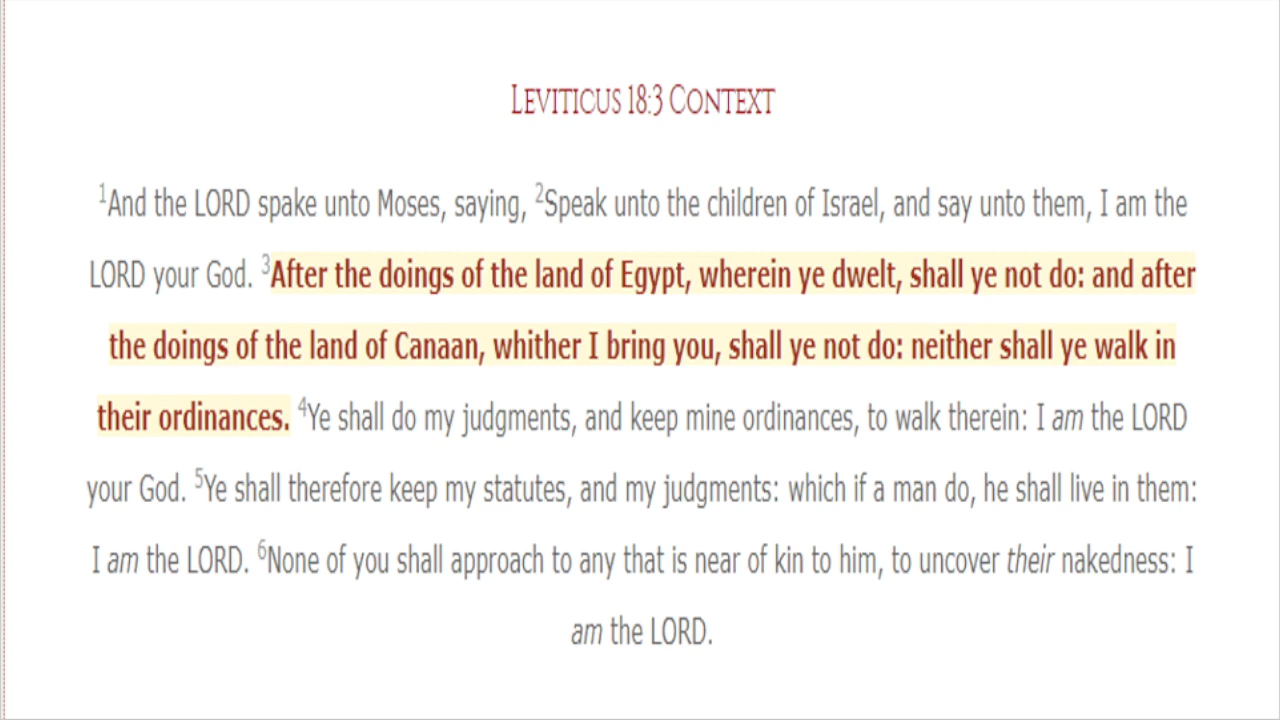 LEVITICUS 18:3 CONTEXT
1And the LORD spake unto Moses, saying, 2Speak unto the children of Israel, and say unto them, I am the
LORD your God. 3After the doings of the land of Egypt, wherein ye dwelt, shall ye not do: and after
the doings of the land of Canaan, whither I bring you, shall ye not do: neither shall ye walk in
their ordinances. 4Ye shall do my judgments, and keep mine ordinances, to walk therein: I am the LORD
your God. 5Ye shall therefore keep my statutes, and my judgments: which if a man do, he shall live in them:
I am the LORD. 6None of you shall approach to any that is near of kin to him, to uncover their nakedness: I
am the LORD.